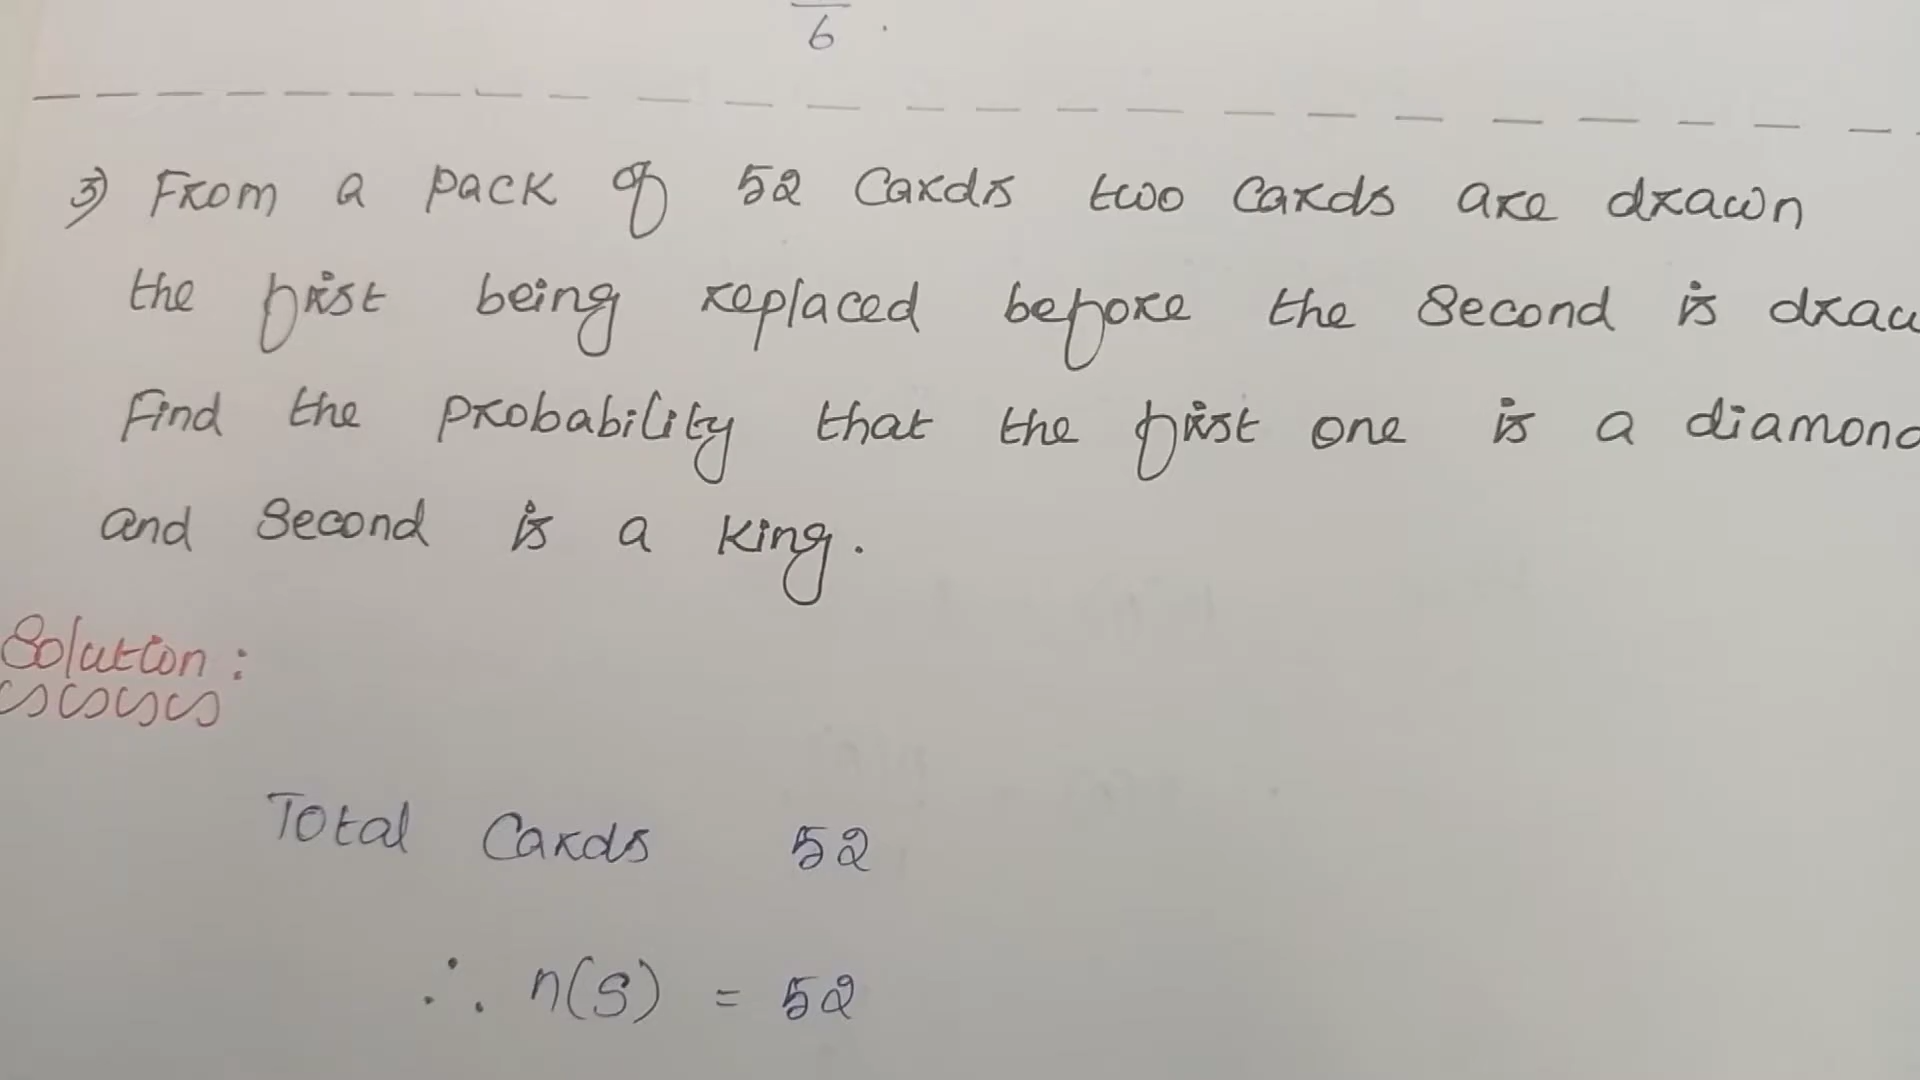 6
3) From a pack of 52 Cards two cards are drawn
the first being replaced before the Second is draw
Find the probability that the first one is a diamond
and Second is a king.
Solution :
Total Cards 52
∴ n(S) = 52